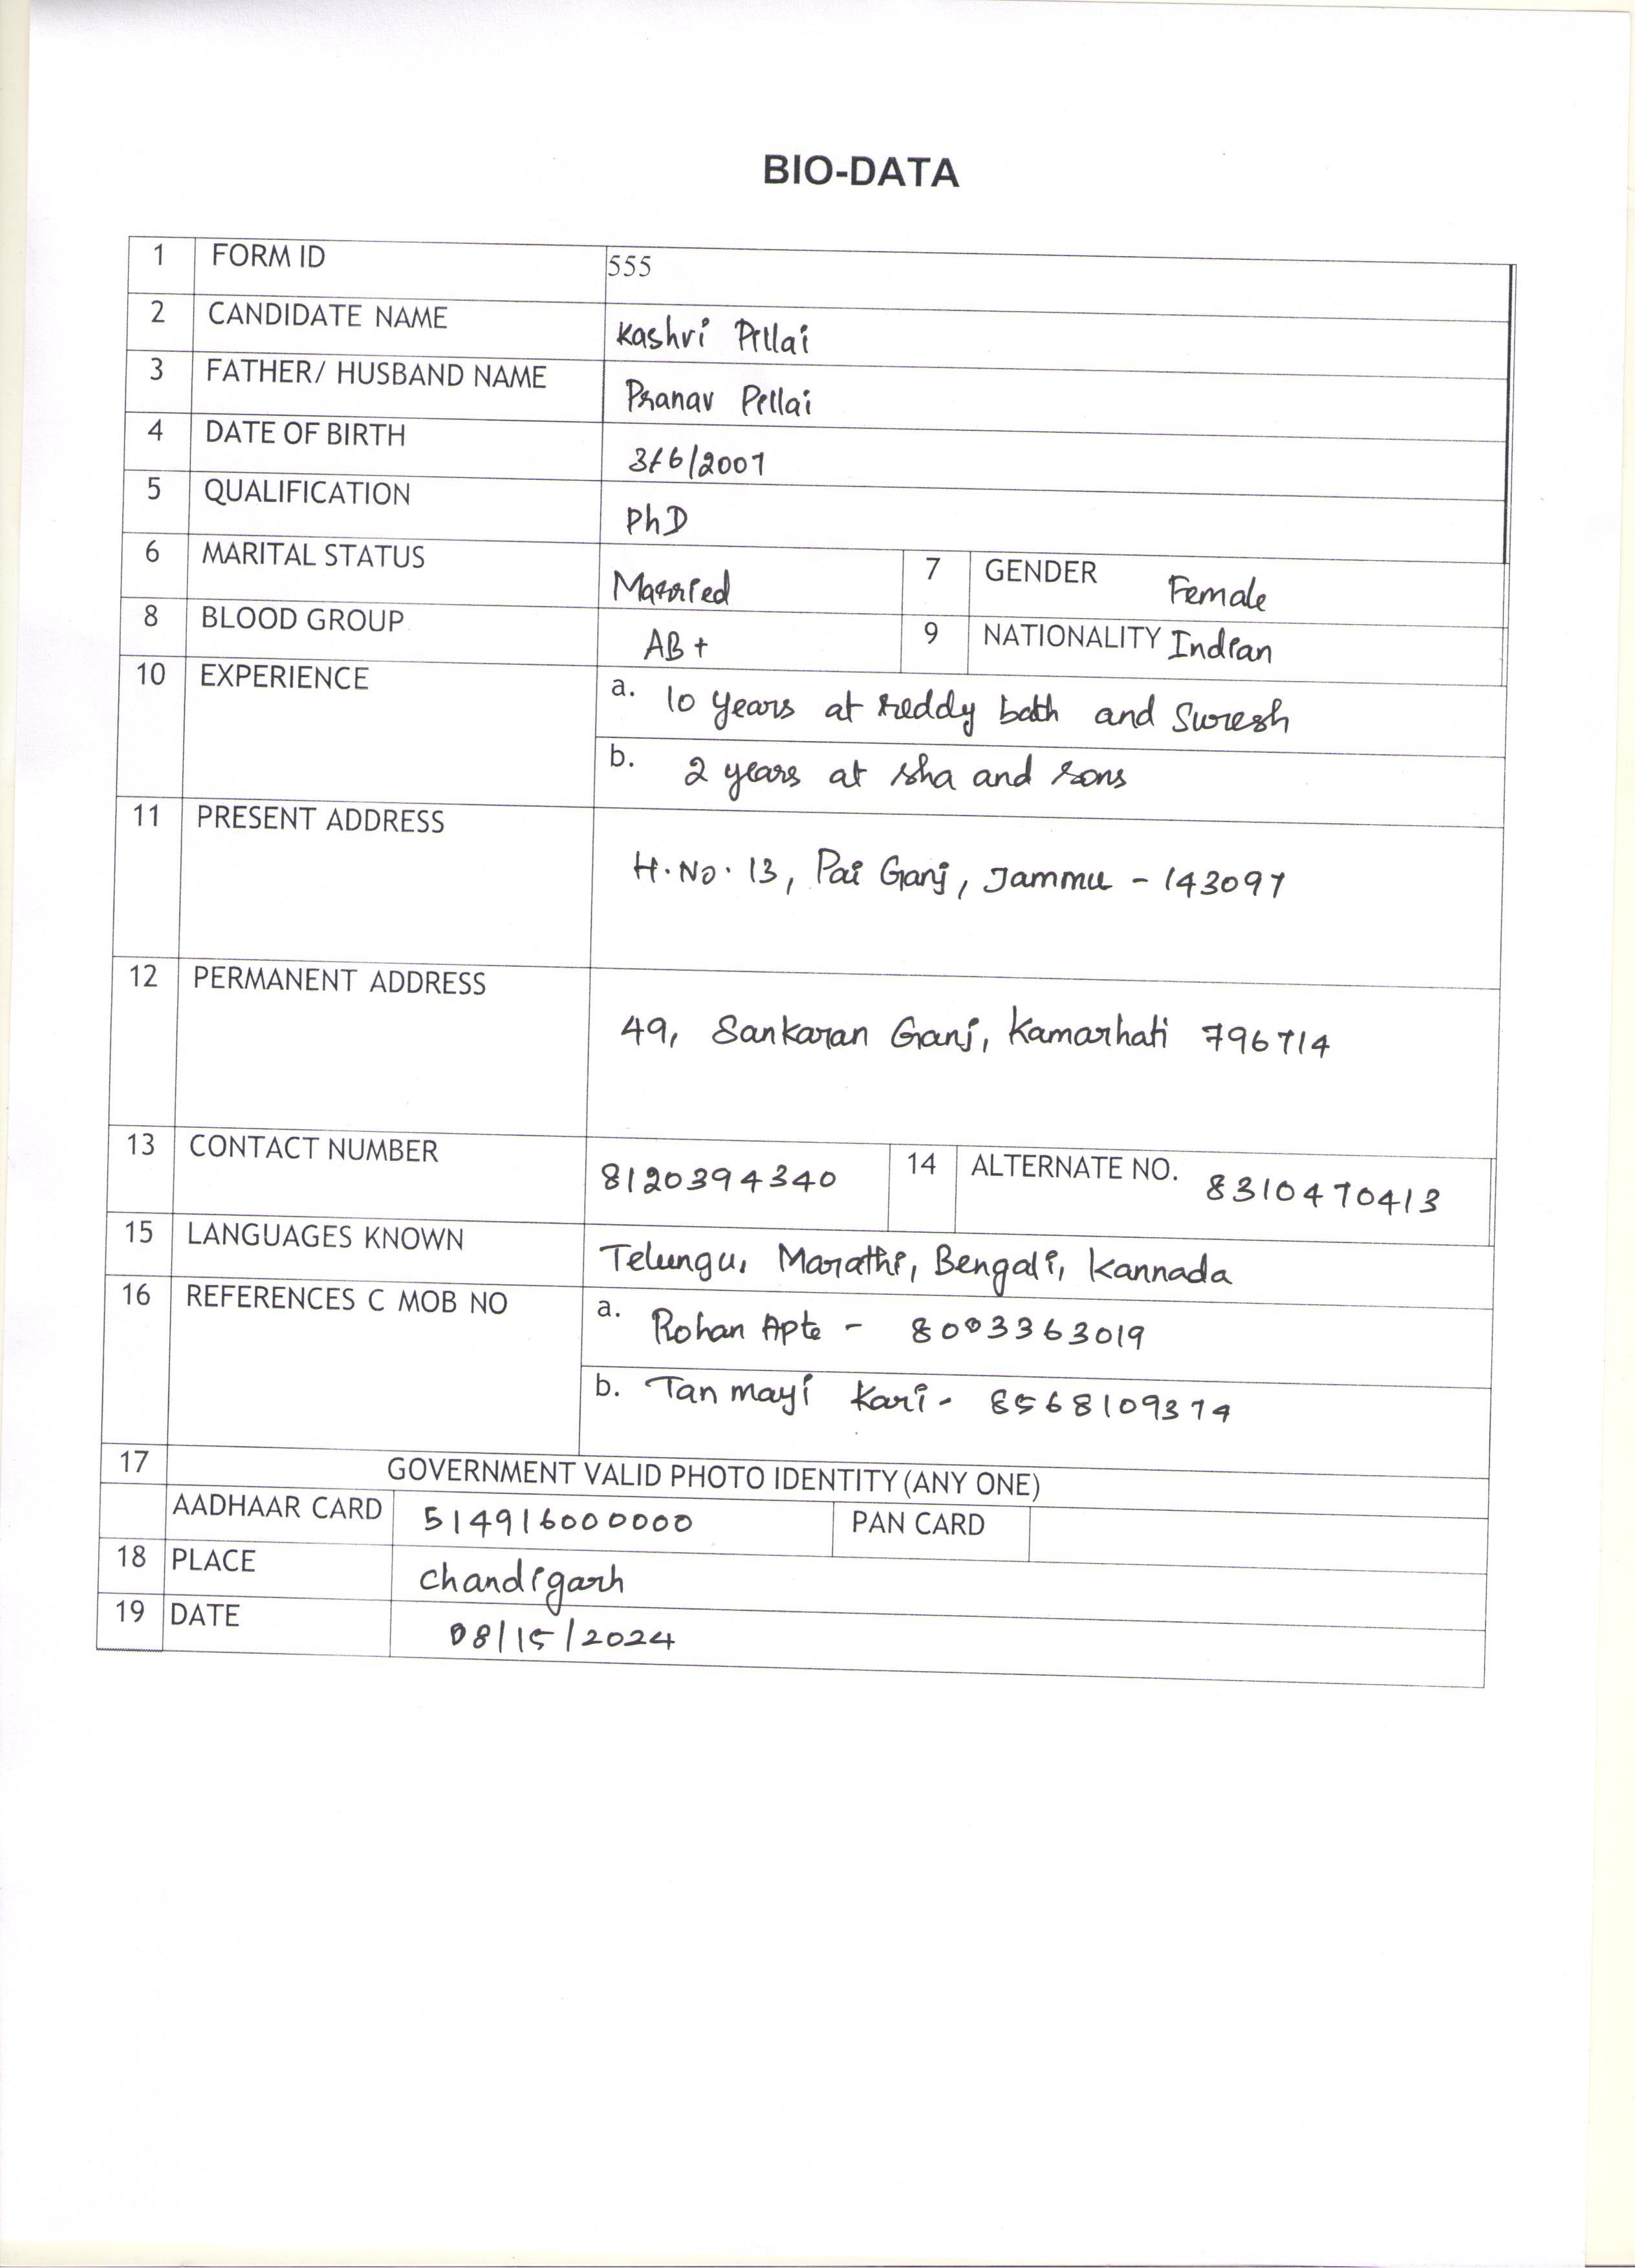 BIO-DATA
1 FORM ID 555
2 CANDIDATE NAME Kashri Pillai
3 FATHER/ HUSBAND NAME Pranav Pillai
4 DATE OF BIRTH 3/6/2007
5 QUALIFICATION PhD
6 MARITAL STATUS Married 7 GENDER Female
8 BLOOD GROUP AB+ 9 NATIONALITY Indian
10 EXPERIENCE a. 10 years at reddy bath and Suresh
b. 2 years at sha and sons
11 PRESENT ADDRESS H.No. 13, Pai Ganj, Jammu - 143097
12 PERMANENT ADDRESS 49, Sankaran Ganj, Kamarhati 796714
13 CONTACT NUMBER 8120394340 14 ALTERNATE NO. 8310470413
15 LANGUAGES KNOWN Telungu, Marathi, Bengali, Kannada
16 REFERENCES C MOB NO a. Rohan Apte - 8003363019
b. Tanmayi Kari - 8568109374
17 GOVERNMENT VALID PHOTO IDENTITY (ANY ONE)
AADHAAR CARD 514916000000 PAN CARD
18 PLACE Chandigarh
19 DATE 08/15/2024